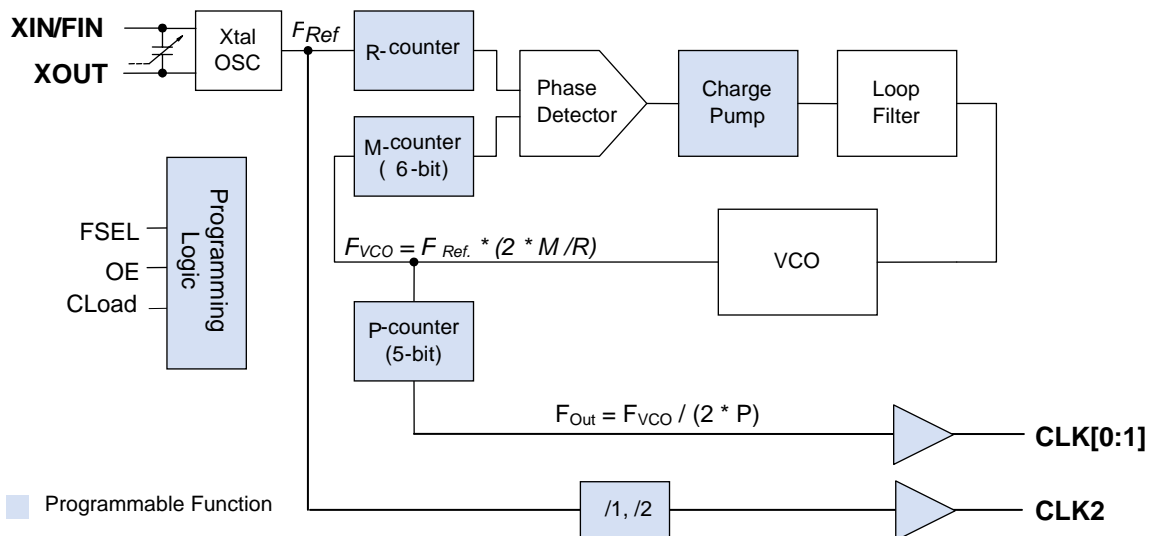 XIN/FIN
XOUT
Xtal
OSC
FRef
R-counter
M-counter
( 6-bit)
Phase
Detector
Charge
Pump
Loop
Filter
FSEL
OE
CLoad
Programming
Logic
FVCO = F Ref. * (2 * M /R)
VCO
P-counter
(5-bit)
FOut = FVCO / (2 * P)
CLK[0:1]
Programmable Function
/1, /2
CLK2